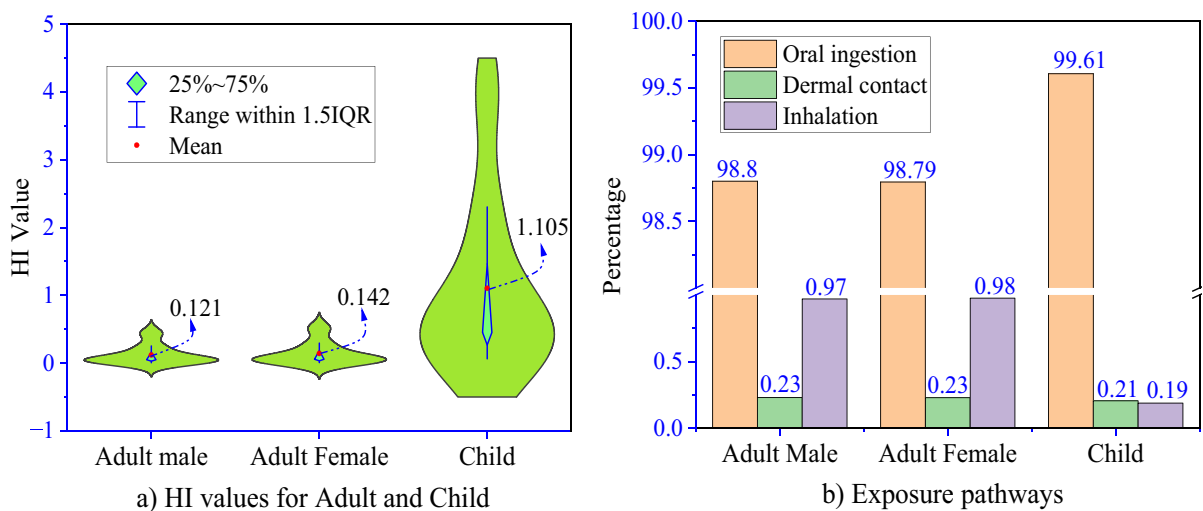 5
4
3
2
1
0
−1
HI Value
25%~75%
Range within 1.5IQR
Mean
0.121
0.142
1.105
Adult male
Adult Female
Child
a) HI values for Adult and Child
100.0
99.5
99.0
98.5
0.5
0.0
Percentage
Oral ingestion
Dermal contact
Inhalation
98.8
0.23
0.97
98.79
0.23
0.98
99.61
0.21
0.19
Adult Male
Adult Female
Child
b) Exposure pathways